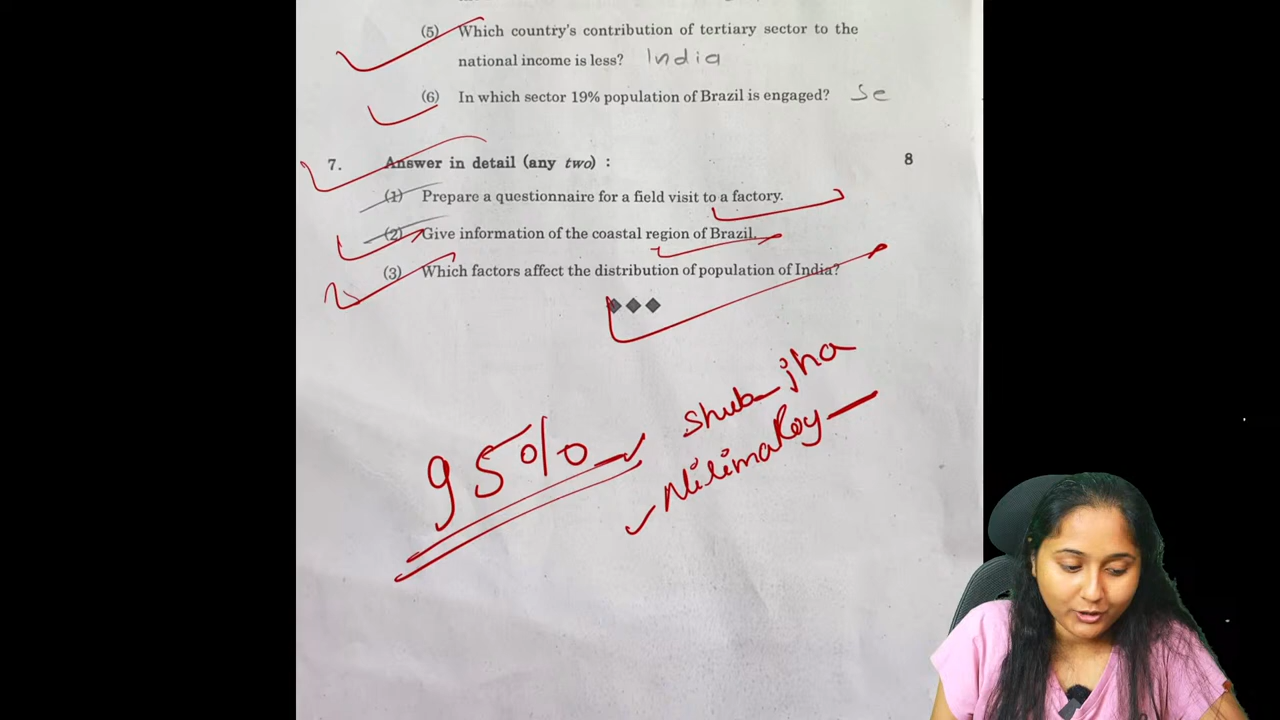 (5) Which country's contribution of tertiary sector to the
national income is less? India
(6) In which sector 19% population of Brazil is engaged? Se
7. Answer in detail (any two) : 8
(1) Prepare a questionnaire for a field visit to a factory.
(2) Give information of the coastal region of Brazil.
(3) Which factors affect the distribution of population of India?
95% Shub jha
Nilima Roy